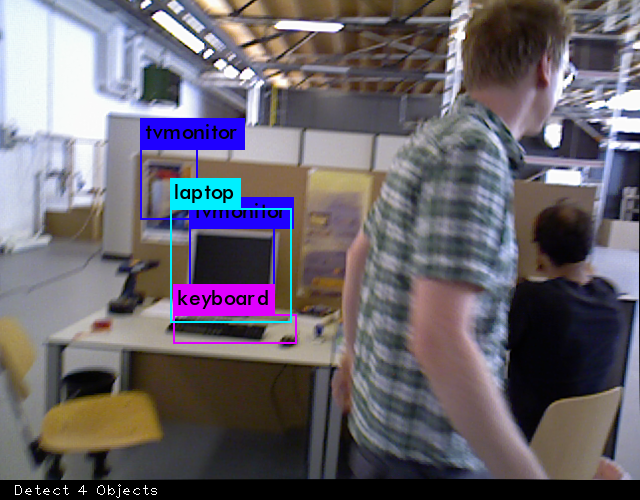 tvmonitor
laptop
tvmonitor
keyboard
Detect 4 Objects